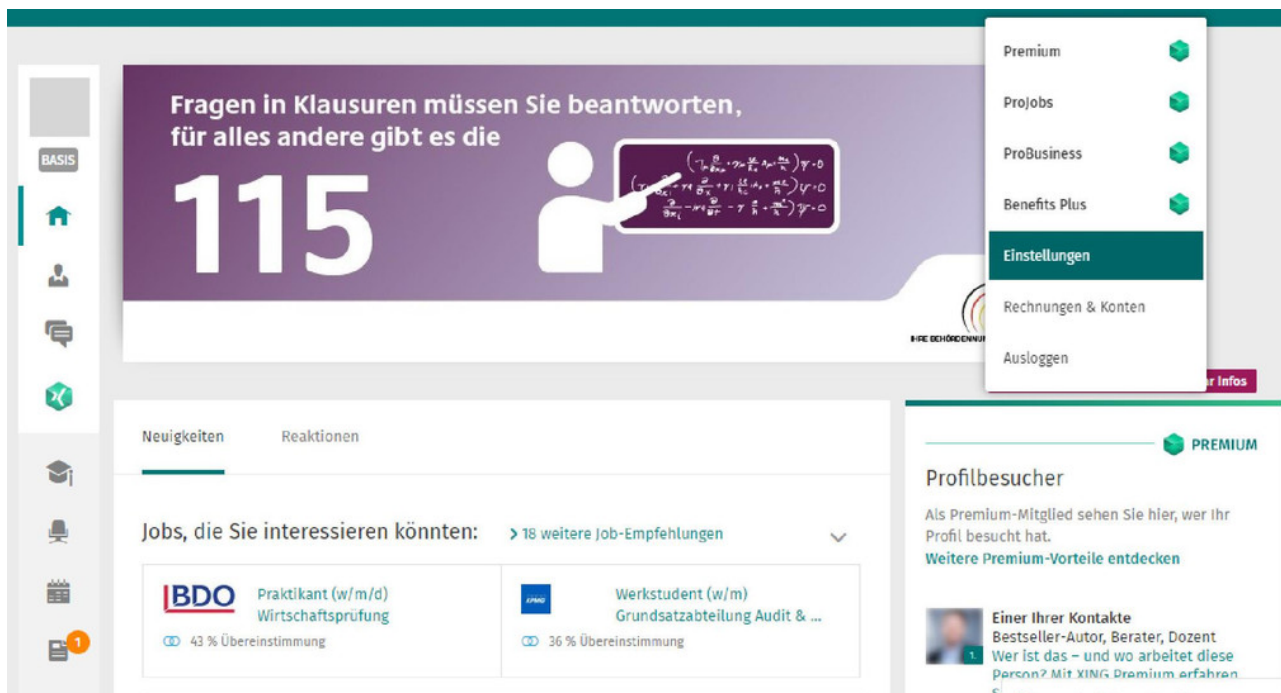 BASIS
Fragen in Klausuren müssen Sie beantworten,
für alles andere gibt es die
115
IHRE
Premium
ProJobs
ProBusiness
Benefits Plus
Einstellungen
Rechnungen & Konten
Ausloggen
Infos
Neuigkeiten
Reaktionen
Jobs, die Sie interessieren könnten:
18 weitere Job-Empfehlungen
BDO
Praktikant (w/m/d)
Wirtschaftsprüfung
43 % Übereinstimmung
KPMG
Werkstudent (w/m)
Grundsatzabteilung Audit & ...
36 % Übereinstimmung
1
PREMIUM
Profilbesucher
Als Premium-Mitglied sehen Sie hier, wer Ihr
Profil besucht hat.
Weitere Premium-Vorteile entdecken
Einer Ihrer Kontakte
Bestseller-Autor, Berater, Dozent
1.
Wer ist das – und wo arbeitet diese
Person? Mit XING Premium erfahren